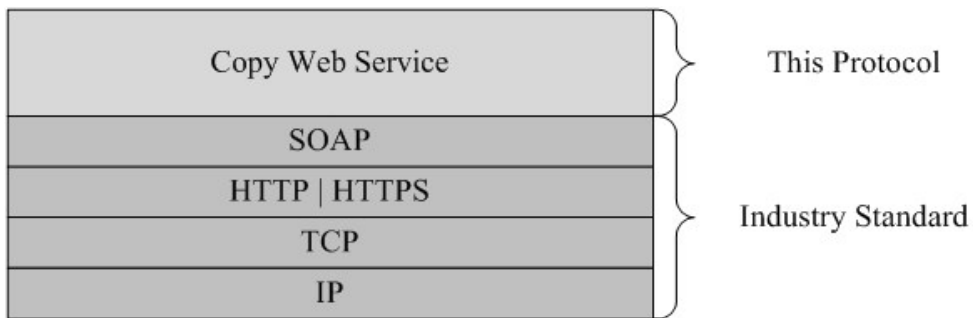 Copy Web Service
This Protocol
SOAP
HTTP | HTTPS
TCP
IP
Industry Standard